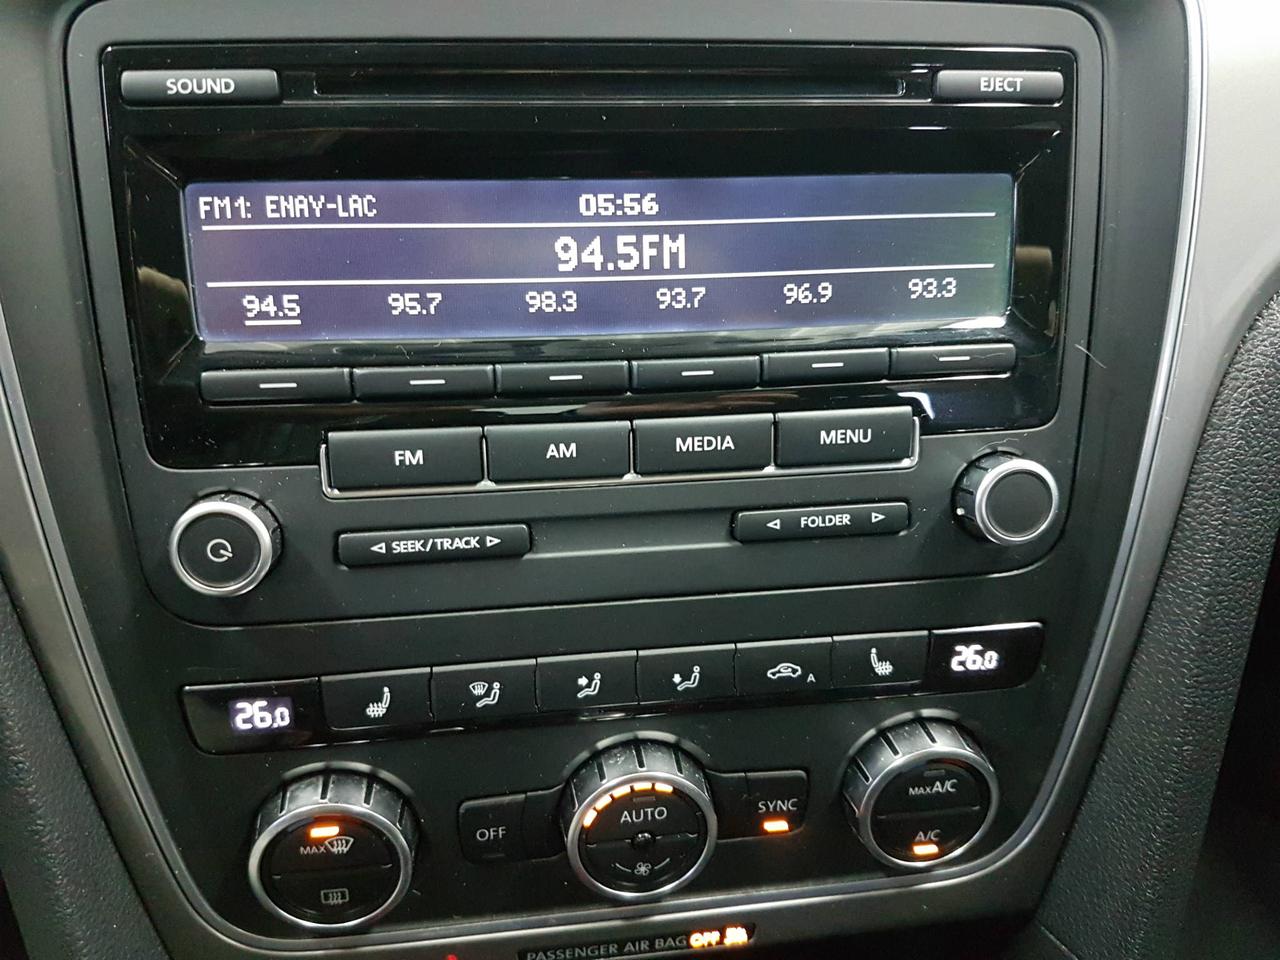 SOUND EJECT
FM1: ENAY-LAC 05:56
94.5FM
94.5 95.7 98.3 93.7 96.9 93.3
FM AM MEDIA MENU
SEEK/TRACK FOLDER
26.0 A 26.0
MAX OFF AUTO SYNC MAX A/C
A/C
PASSENGER AIR BAG OFF